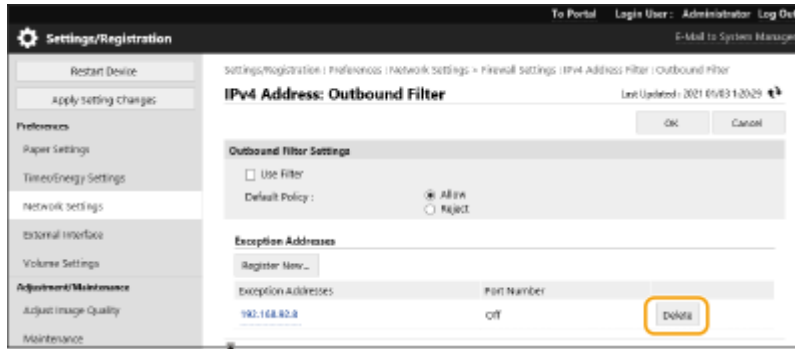 To Portal Login User : Administrator Log Out
Settings/Registration
E-Mail to System Manager
Restart Device
Apply Setting Changes
Preferences
Paper Settings
Timer/Energy Settings
Network Settings
External Interface
Volume Settings
Adjustment/Maintenance
Adjust Image Quality
Maintenance
Settings/Registration : Preferences : Network Settings > Firewall Settings : IPv4 Address Filter : Outbound Filter
IPv4 Address: Outbound Filter
Last Updated : 2021 01/03 1:20:29
OK Cancel
Outbound Filter Settings
Use Filter
Default Policy :
Allow
Reject
Exception Addresses
Register New...
Exception Addresses Port Number
192.168.92.8 Off Delete